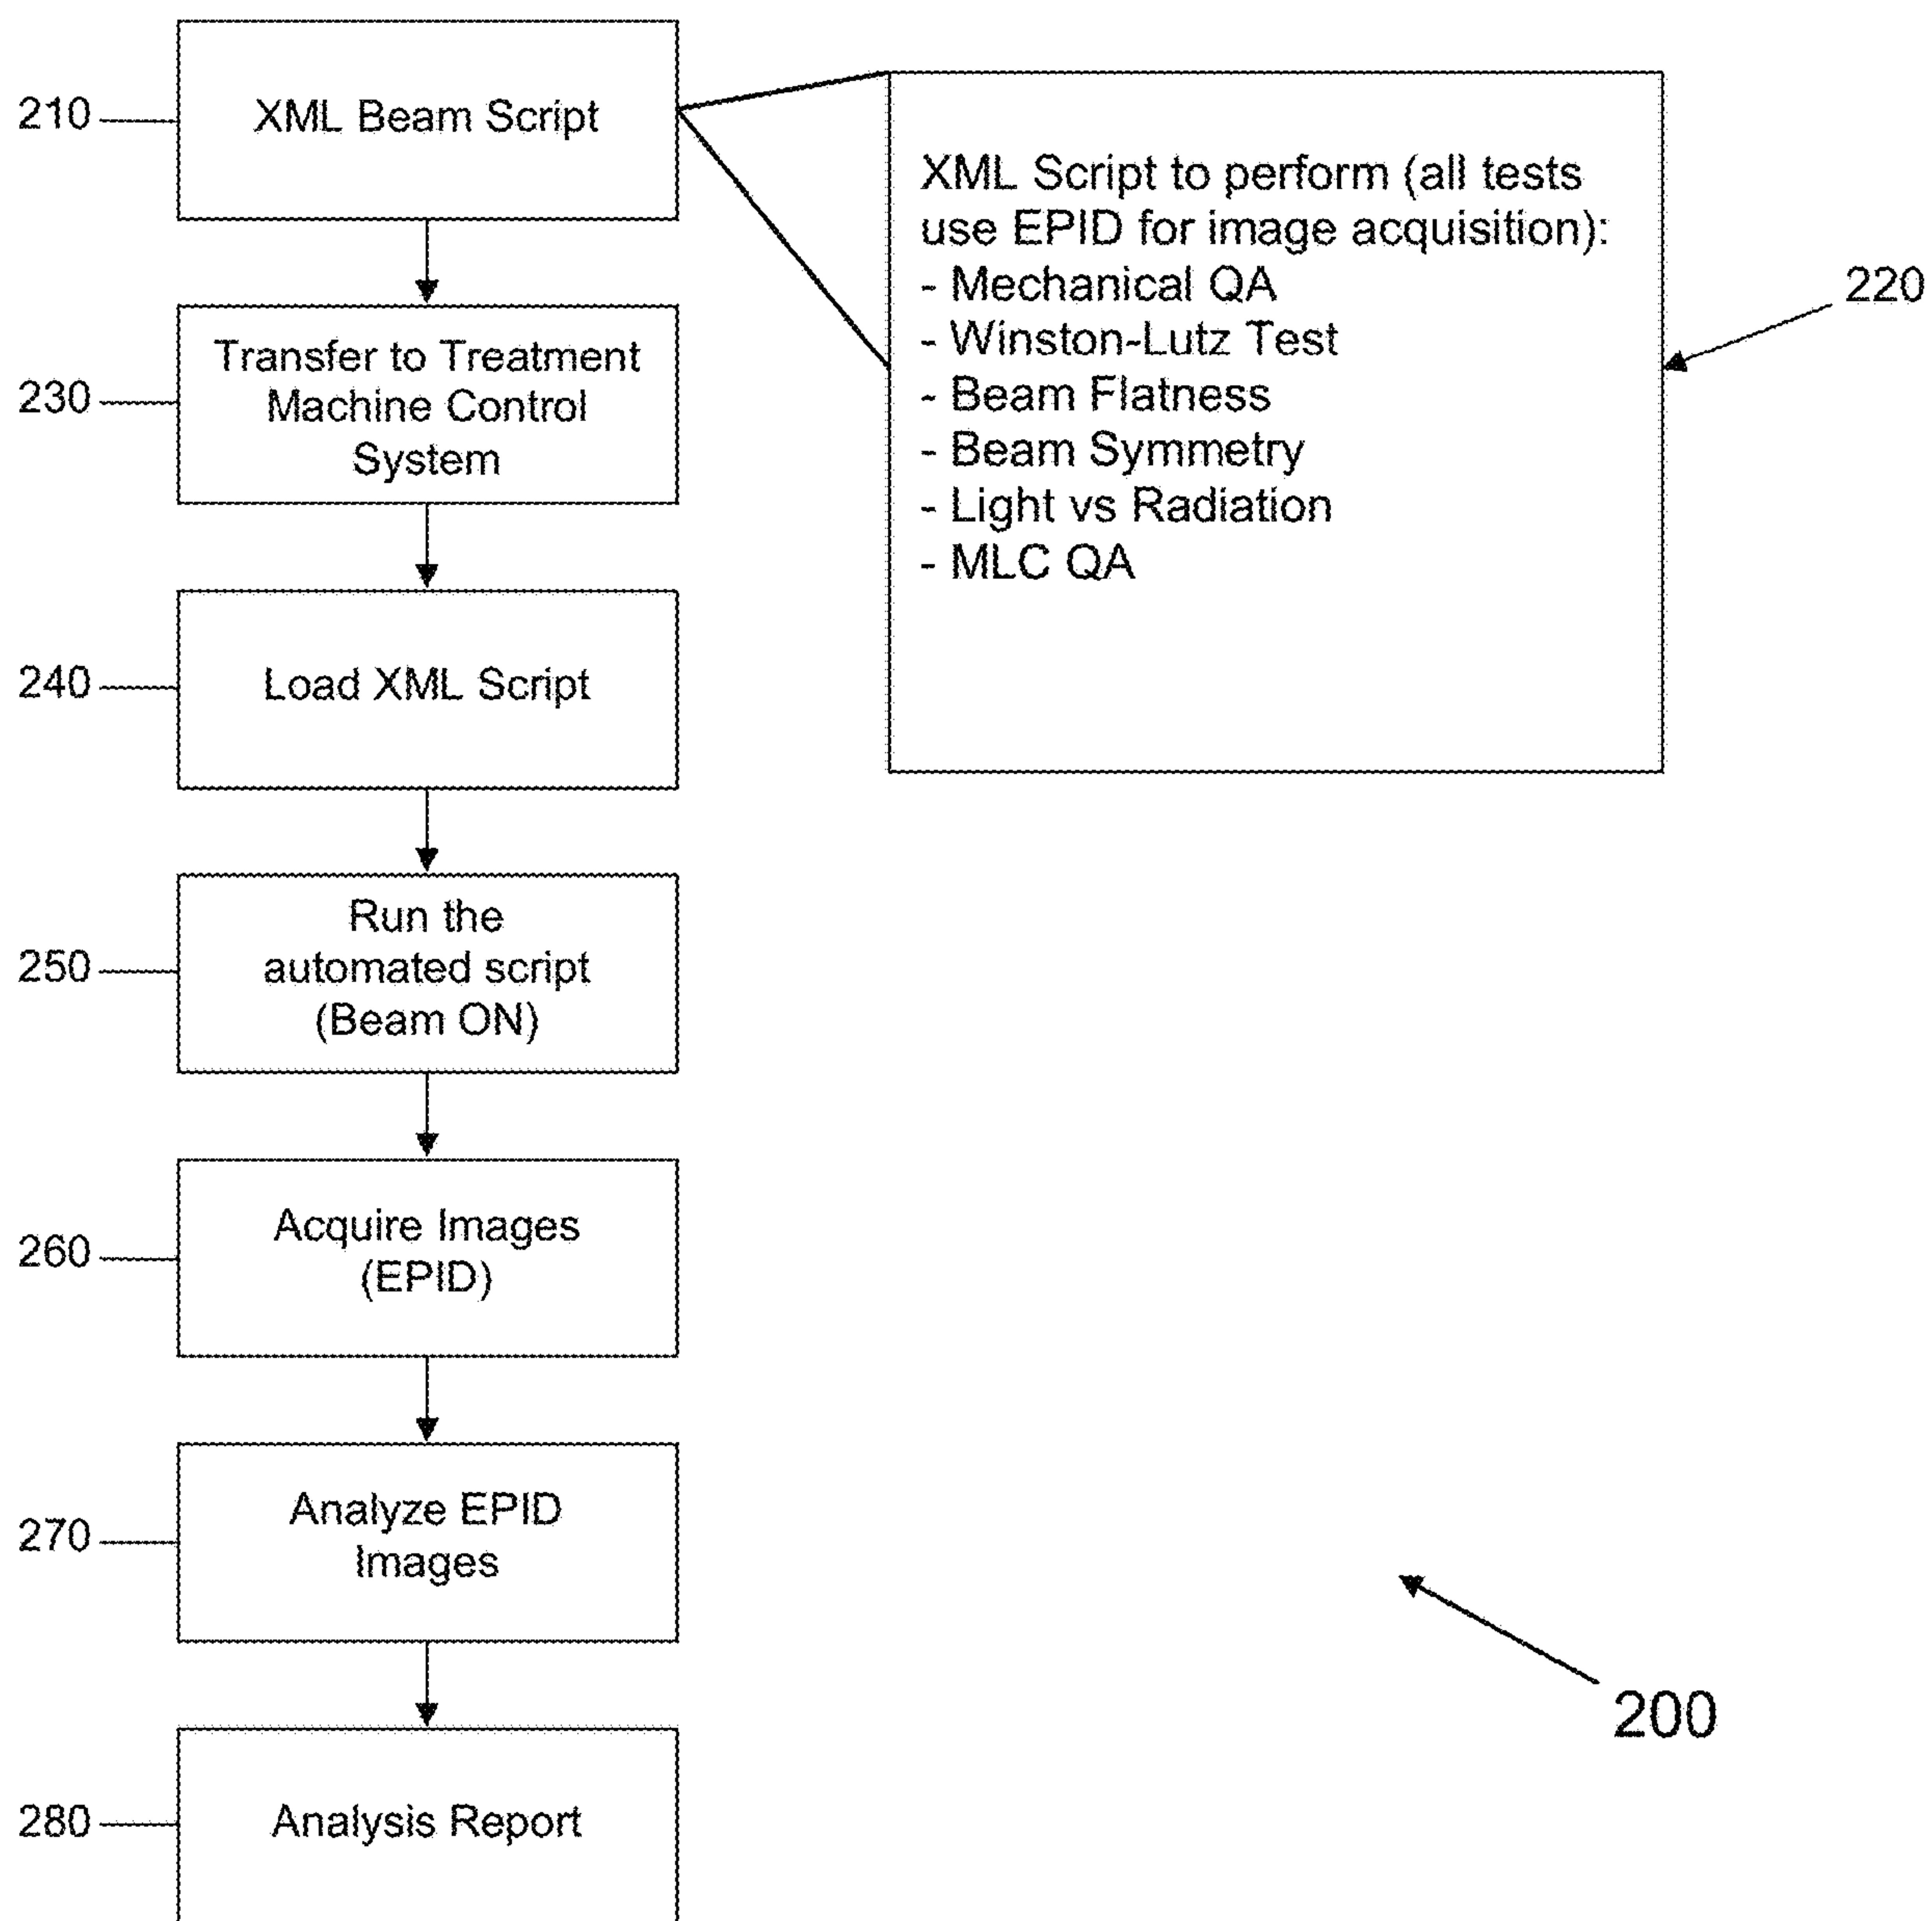 210
XML Beam Script
XML Script to perform (all tests
use EPID for image acquisition):
- Mechanical QA
- Winston-Lutz Test
- Beam Flatness
- Beam Symmetry
- Light vs Radiation
- MLC QA
220
230
Transfer to Treatment
Machine Control
System
240
Load XML Script
250
Run the
automated script
(Beam ON)
260
Acquire Images
(EPID)
270
Analyze EPID
Images
200
280
Analysis Report